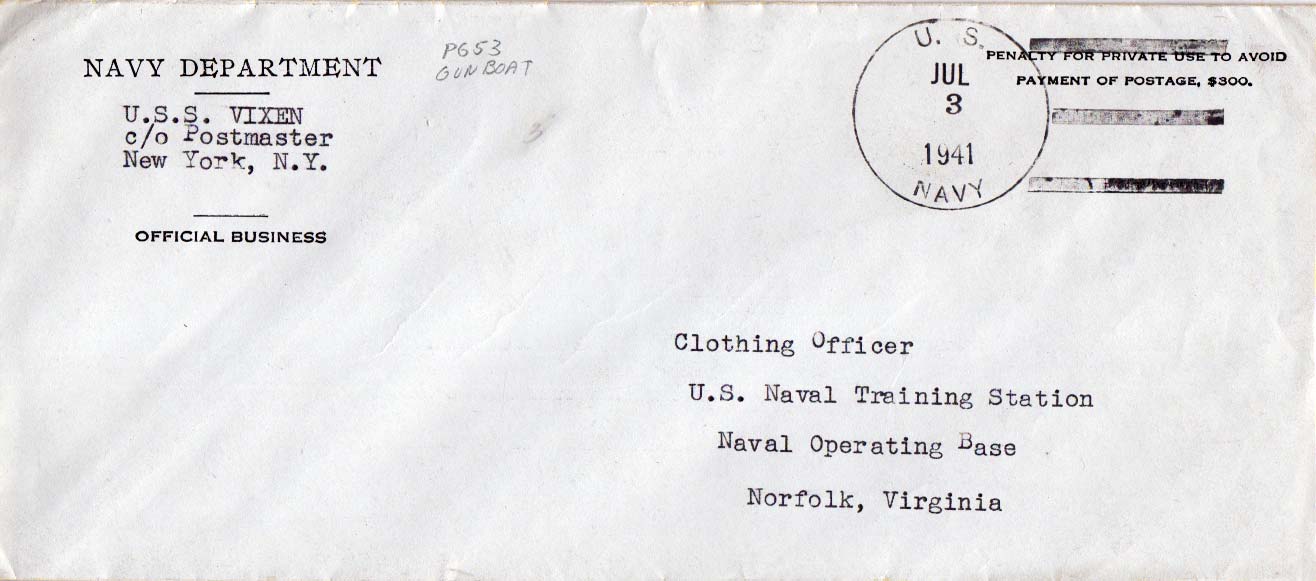 NAVY DEPARTMENT
U.S.S. VIXEN
c/o Postmaster
New York, N.Y.
OFFICIAL BUSINESS
PG53
GUNBOAT
U. S.
JUL
3
1941
NAVY
PENALTY FOR PRIVATE USE TO AVOID
PAYMENT OF POSTAGE, $300.
Clothing Officer
U.S. Naval Training Station
Naval Operating Base
Norfolk, Virginia